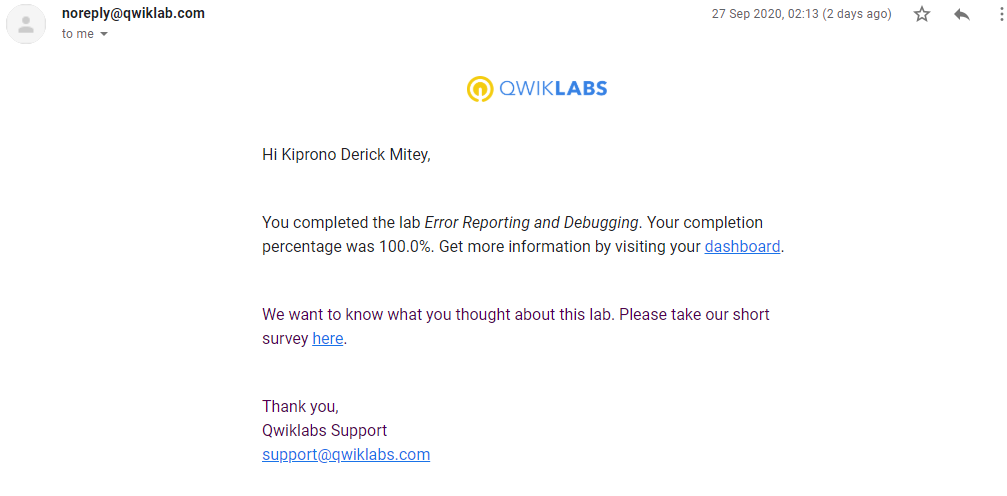 noreply@qwiklab.com
27 Sep 2020, 02:13 (2 days ago)
to me
QWIKLABS
Hi Kiprono Derick Mitey,
You completed the lab Error Reporting and Debugging. Your completion
percentage was 100.0%. Get more information by visiting your dashboard.
We want to know what you thought about this lab. Please take our short
survey here.
Thank you,
Qwiklabs Support
support@qwiklabs.com